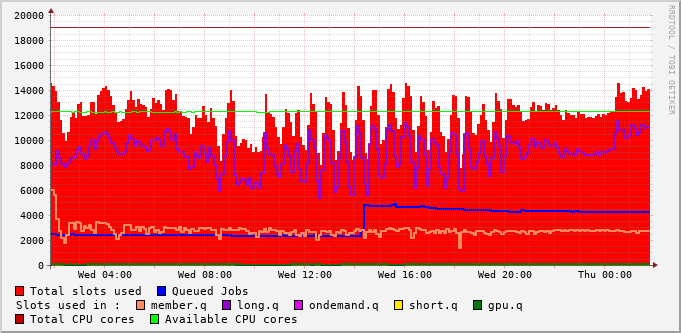 20000
18000
16000
14000
12000
10000
8000
6000
4000
2000
0
Wed 04:00 Wed 08:00 Wed 12:00 Wed 16:00 Wed 20:00 Thu 00:00
Total slots used Queued Jobs
Slots used in : member.q long.q ondemand.q short.q gpu.q
Total CPU cores Available CPU cores
RRDTOOL / TOBI OETIKER